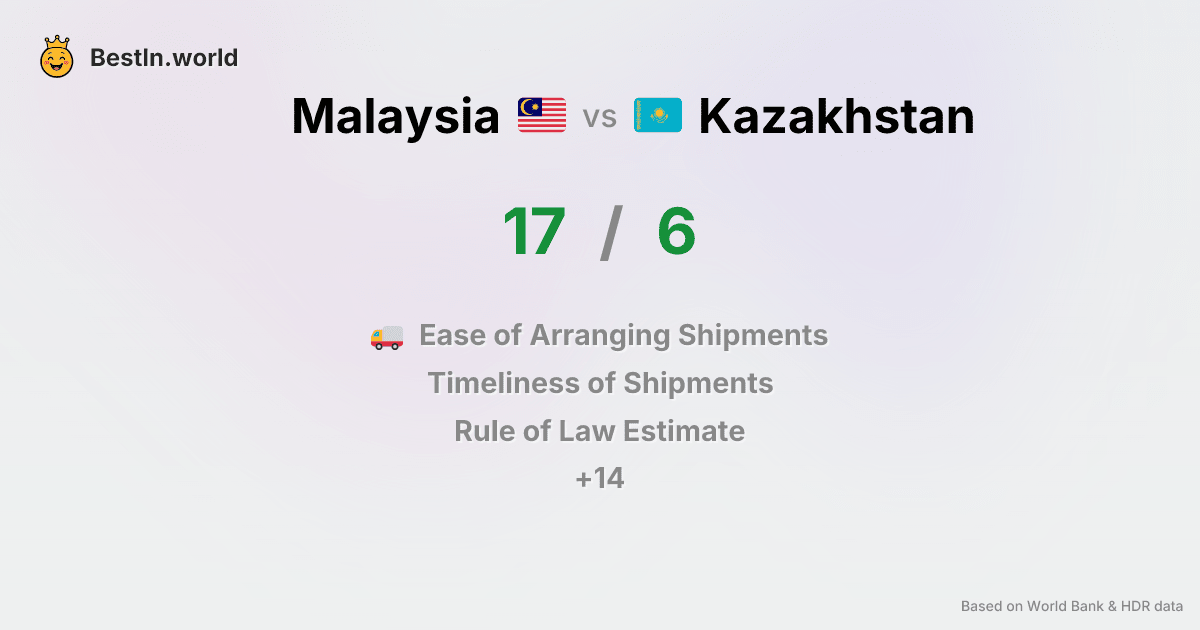 BestIn.world
Malaysia vs Kazakhstan
17 / 6
Ease of Arranging Shipments
Timeliness of Shipments
Rule of Law Estimate
+14
Based on World Bank & HDR data